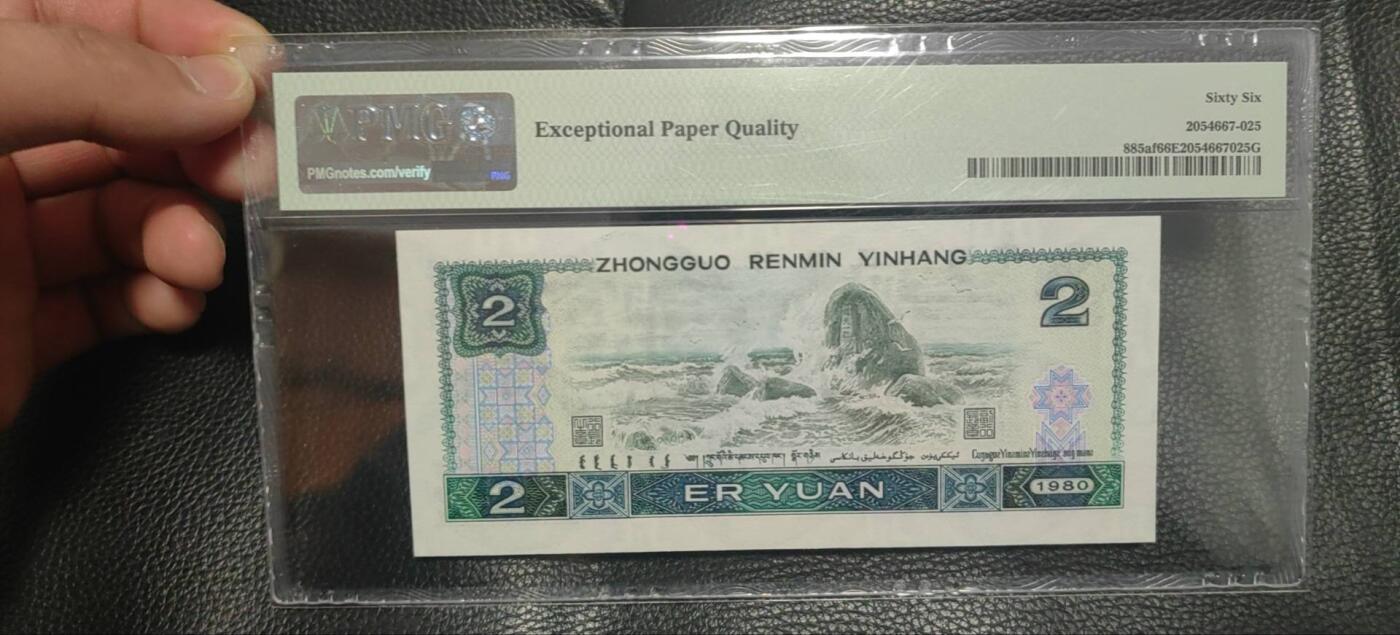 PMG
PMGnotes.com/verify
PMG
Exceptional Paper Quality
Sixty Six
2054667-025
885af66E2054667025G
ZHONGGUO RENMIN YINHANG
2
2
2
ER YUAN
1980